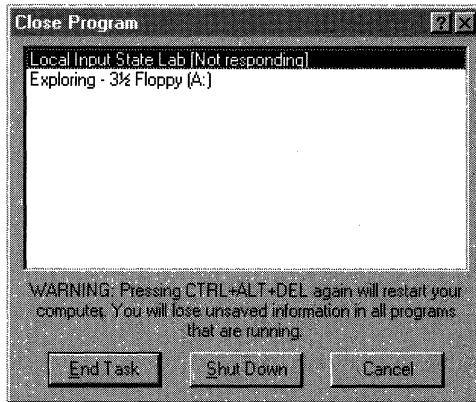 Close Program
Local Input State Lab [Not responding]
Exploring - 3½ Floppy (A:)
WARNING: Pressing CTRL+ALT+DEL again will restart your
computer. You will lose unsaved information in all programs
that are running.
End Task Shut Down Cancel